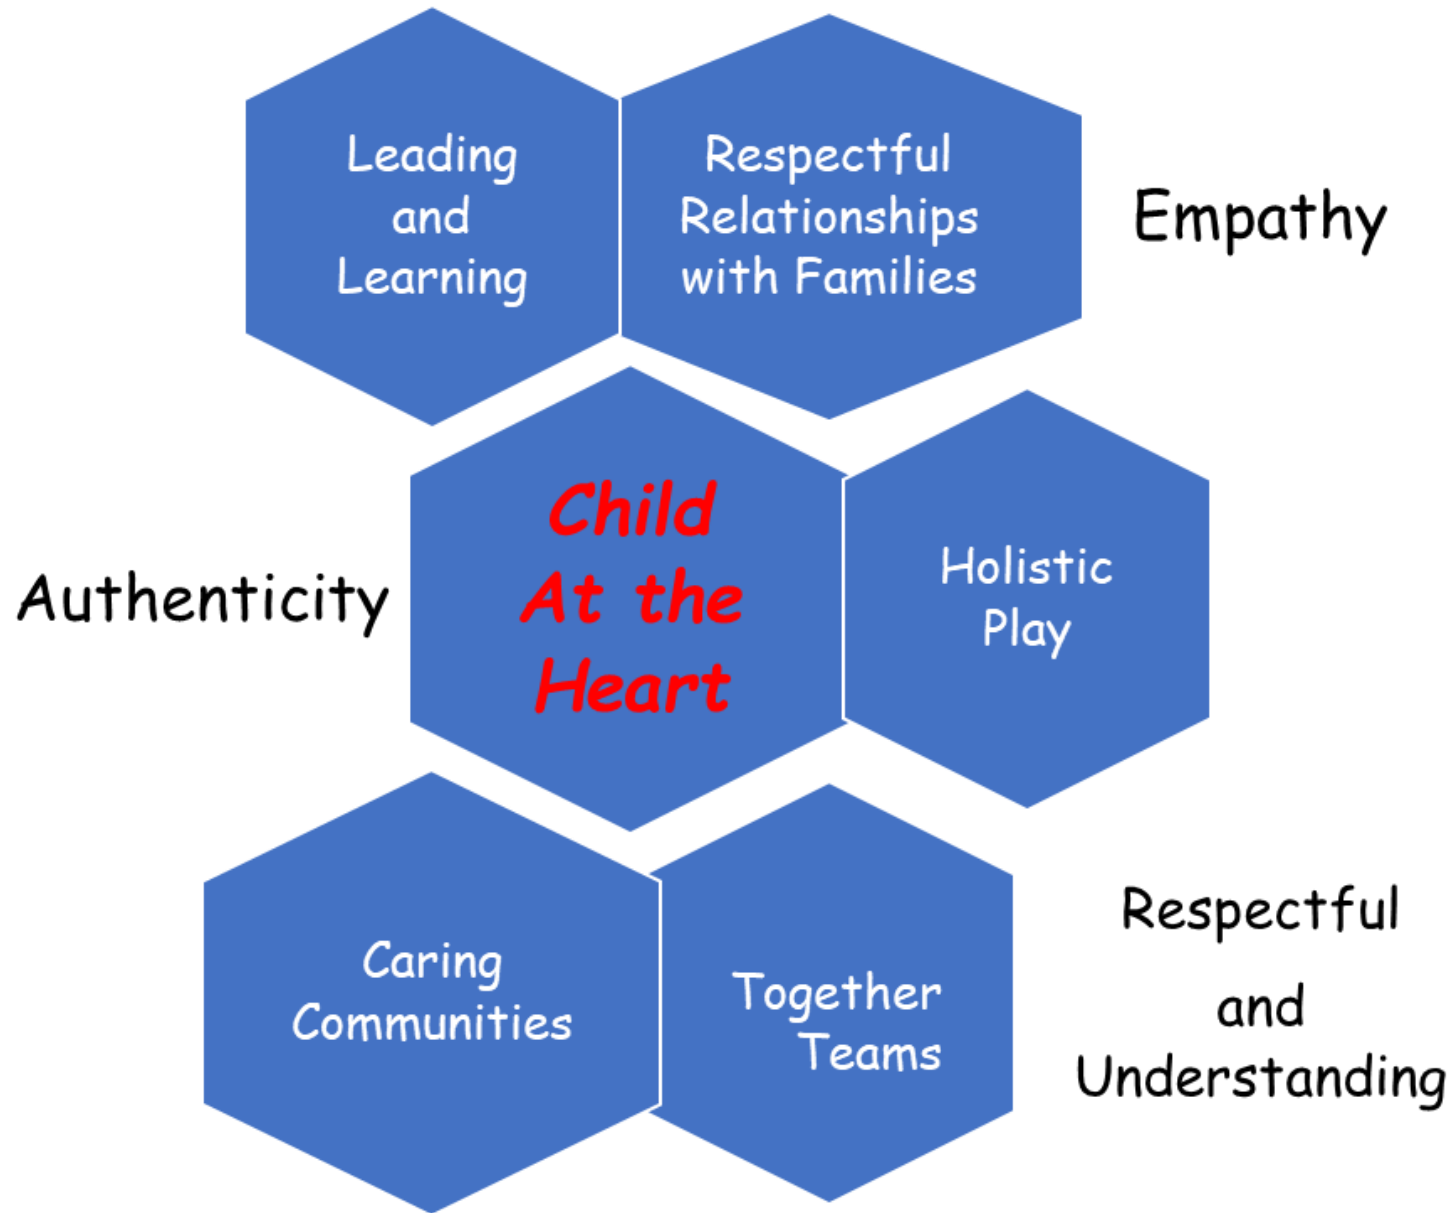 Leading
and
Learning
Respectful
Relationships
with Families
Empathy
Authenticity
Child
At the
Heart
Holistic
Play
Caring
Communities
Together
Teams
Respectful
and
Understanding